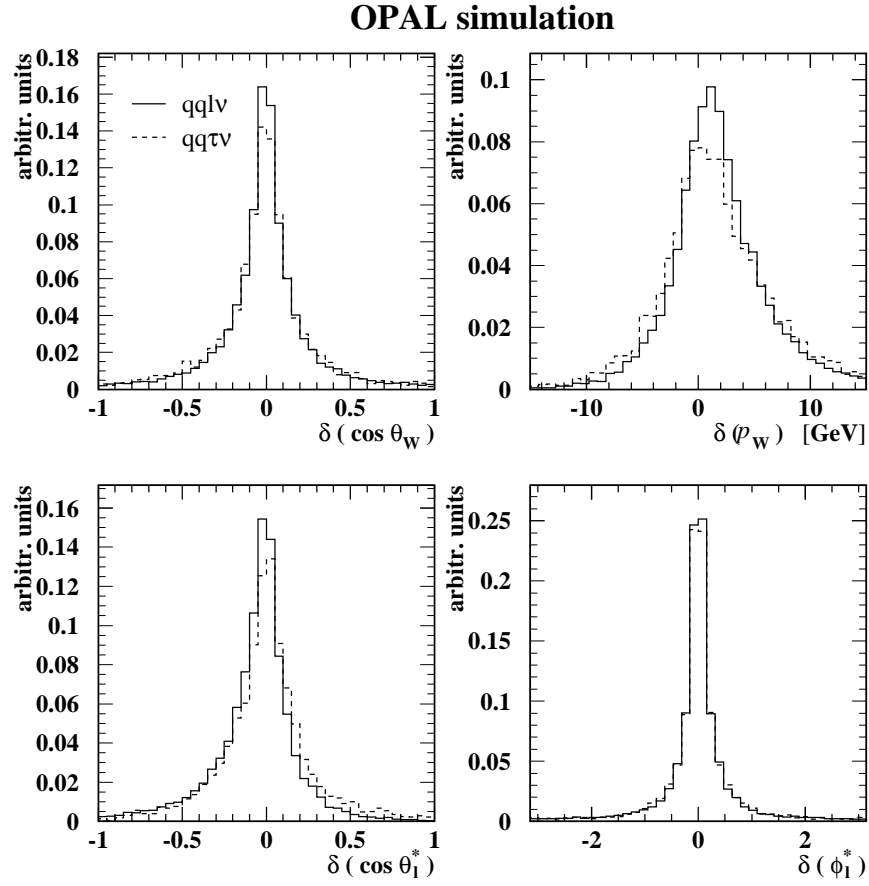 OPAL simulation
arbitr. units
0.18
0.16
0.14
0.12
0.1
0.08
0.06
0.04
0.02
0
qqlν
qqτν
-1 -0.5 0 0.5 1
δ ( cos θ_W )
arbitr. units
0.1
0.08
0.06
0.04
0.02
0
-10 0 10
δ (p_W) [GeV]
arbitr. units
0.16
0.14
0.12
0.1
0.08
0.06
0.04
0.02
0
-1 -0.5 0 0.5 1
δ ( cos θ_l^* )
arbitr. units
0.25
0.2
0.15
0.1
0.05
0
-2 0 2
δ ( ϕ_l^* )